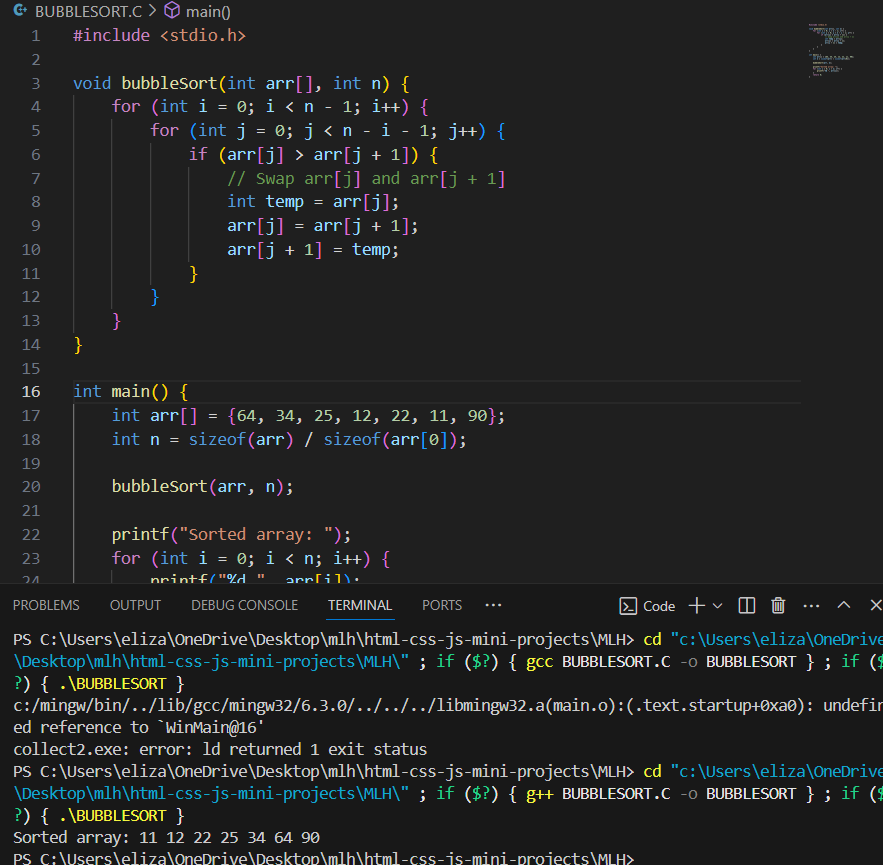 BUBBLESORT.C > main()
1 #include <stdio.h>
2
3 void bubbleSort(int arr[], int n) {
4 for (int i = 0; i < n - 1; i++) {
5 for (int j = 0; j < n - i - 1; j++) {
6 if (arr[j] > arr[j + 1]) {
7 // Swap arr[j] and arr[j + 1]
8 int temp = arr[j];
9 arr[j] = arr[j + 1];
10 arr[j + 1] = temp;
11 }
12 }
13 }
14 }
15
16 int main() {
17 int arr[] = {64, 34, 25, 12, 22, 11, 90};
18 int n = sizeof(arr) / sizeof(arr[0]);
19
20 bubbleSort(arr, n);
21
22 printf("Sorted array: ");
23 for (int i = 0; i < n; i++) {
24 printf("%d ", arr[i]);
PROBLEMS OUTPUT DEBUG CONSOLE TERMINAL PORTS ··· Code
PS C:\Users\eliza\OneDrive\Desktop\mlh\html-css-js-mini-projects\MLH> cd "c:\Users\eliza\OneDrive
\Desktop\mlh\html-css-js-mini-projects\MLH\" ; if ($?) { gcc BUBBLESORT.C -o BUBBLESORT } ; if ($
?) { .\BUBBLESORT }
c:/mingw/bin/../lib/gcc/mingw32/6.3.0/../../../libmingw32.a(main.o):(.text.startup+0xa0): undefin
ed reference to `WinMain@16'
collect2.exe: error: ld returned 1 exit status
PS C:\Users\eliza\OneDrive\Desktop\mlh\html-css-js-mini-projects\MLH> cd "c:\Users\eliza\OneDrive
\Desktop\mlh\html-css-js-mini-projects\MLH\" ; if ($?) { g++ BUBBLESORT.C -o BUBBLESORT } ; if ($
?) { .\BUBBLESORT }
Sorted array: 11 12 22 25 34 64 90
PS C:\Users\eliza\OneDrive\Desktop\mlh\html-css-js-mini-projects\MLH>